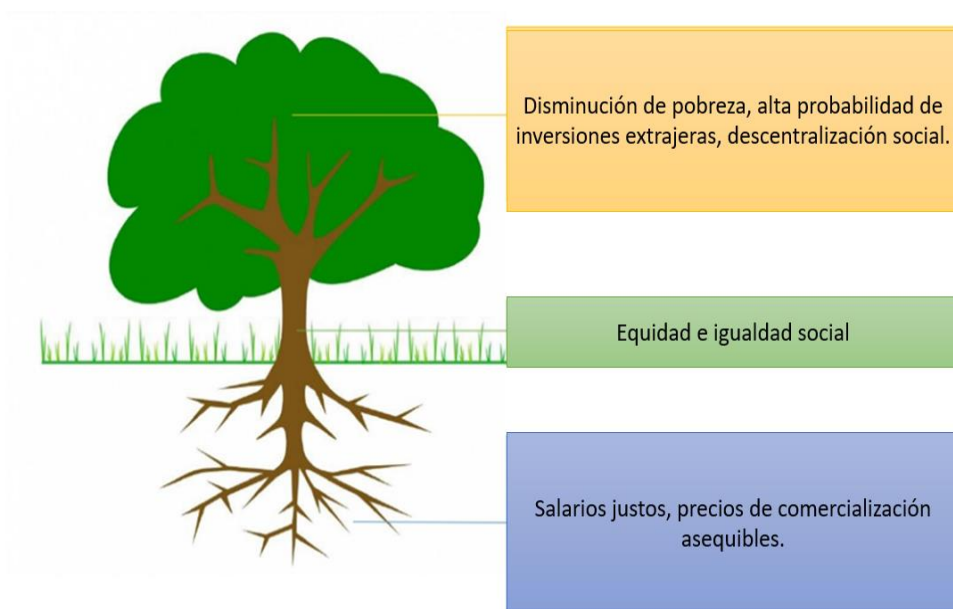 Disminución de pobreza, alta probabilidad de
inversiones extrajeras, descentralización social.
Equidad e igualdad social
Salarios justos, precios de comercialización
asequibles.